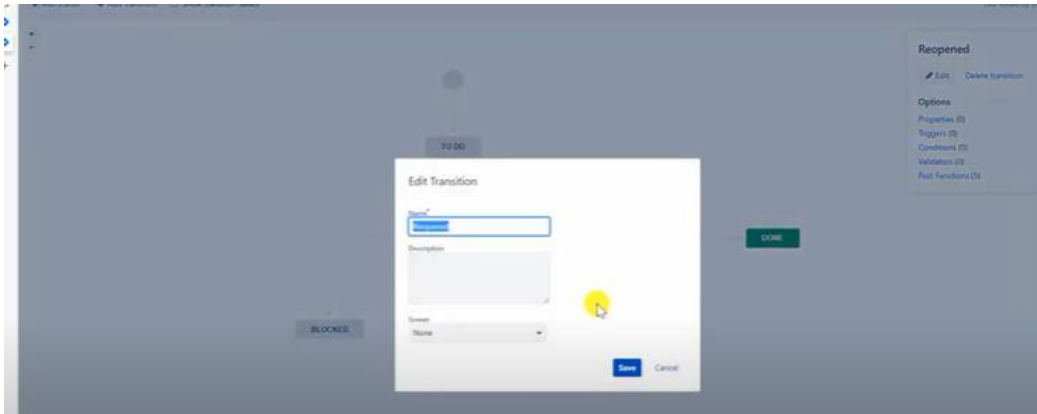 Reopened
Edit Delete transition
Options
Properties (0)
Triggers (0)
Conditions (0)
Validators (0)
Post Functions
TO DO
Edit Transition
Name*
Reopened
Description
DONE
Screen
None
BLOCKED
Save Cancel